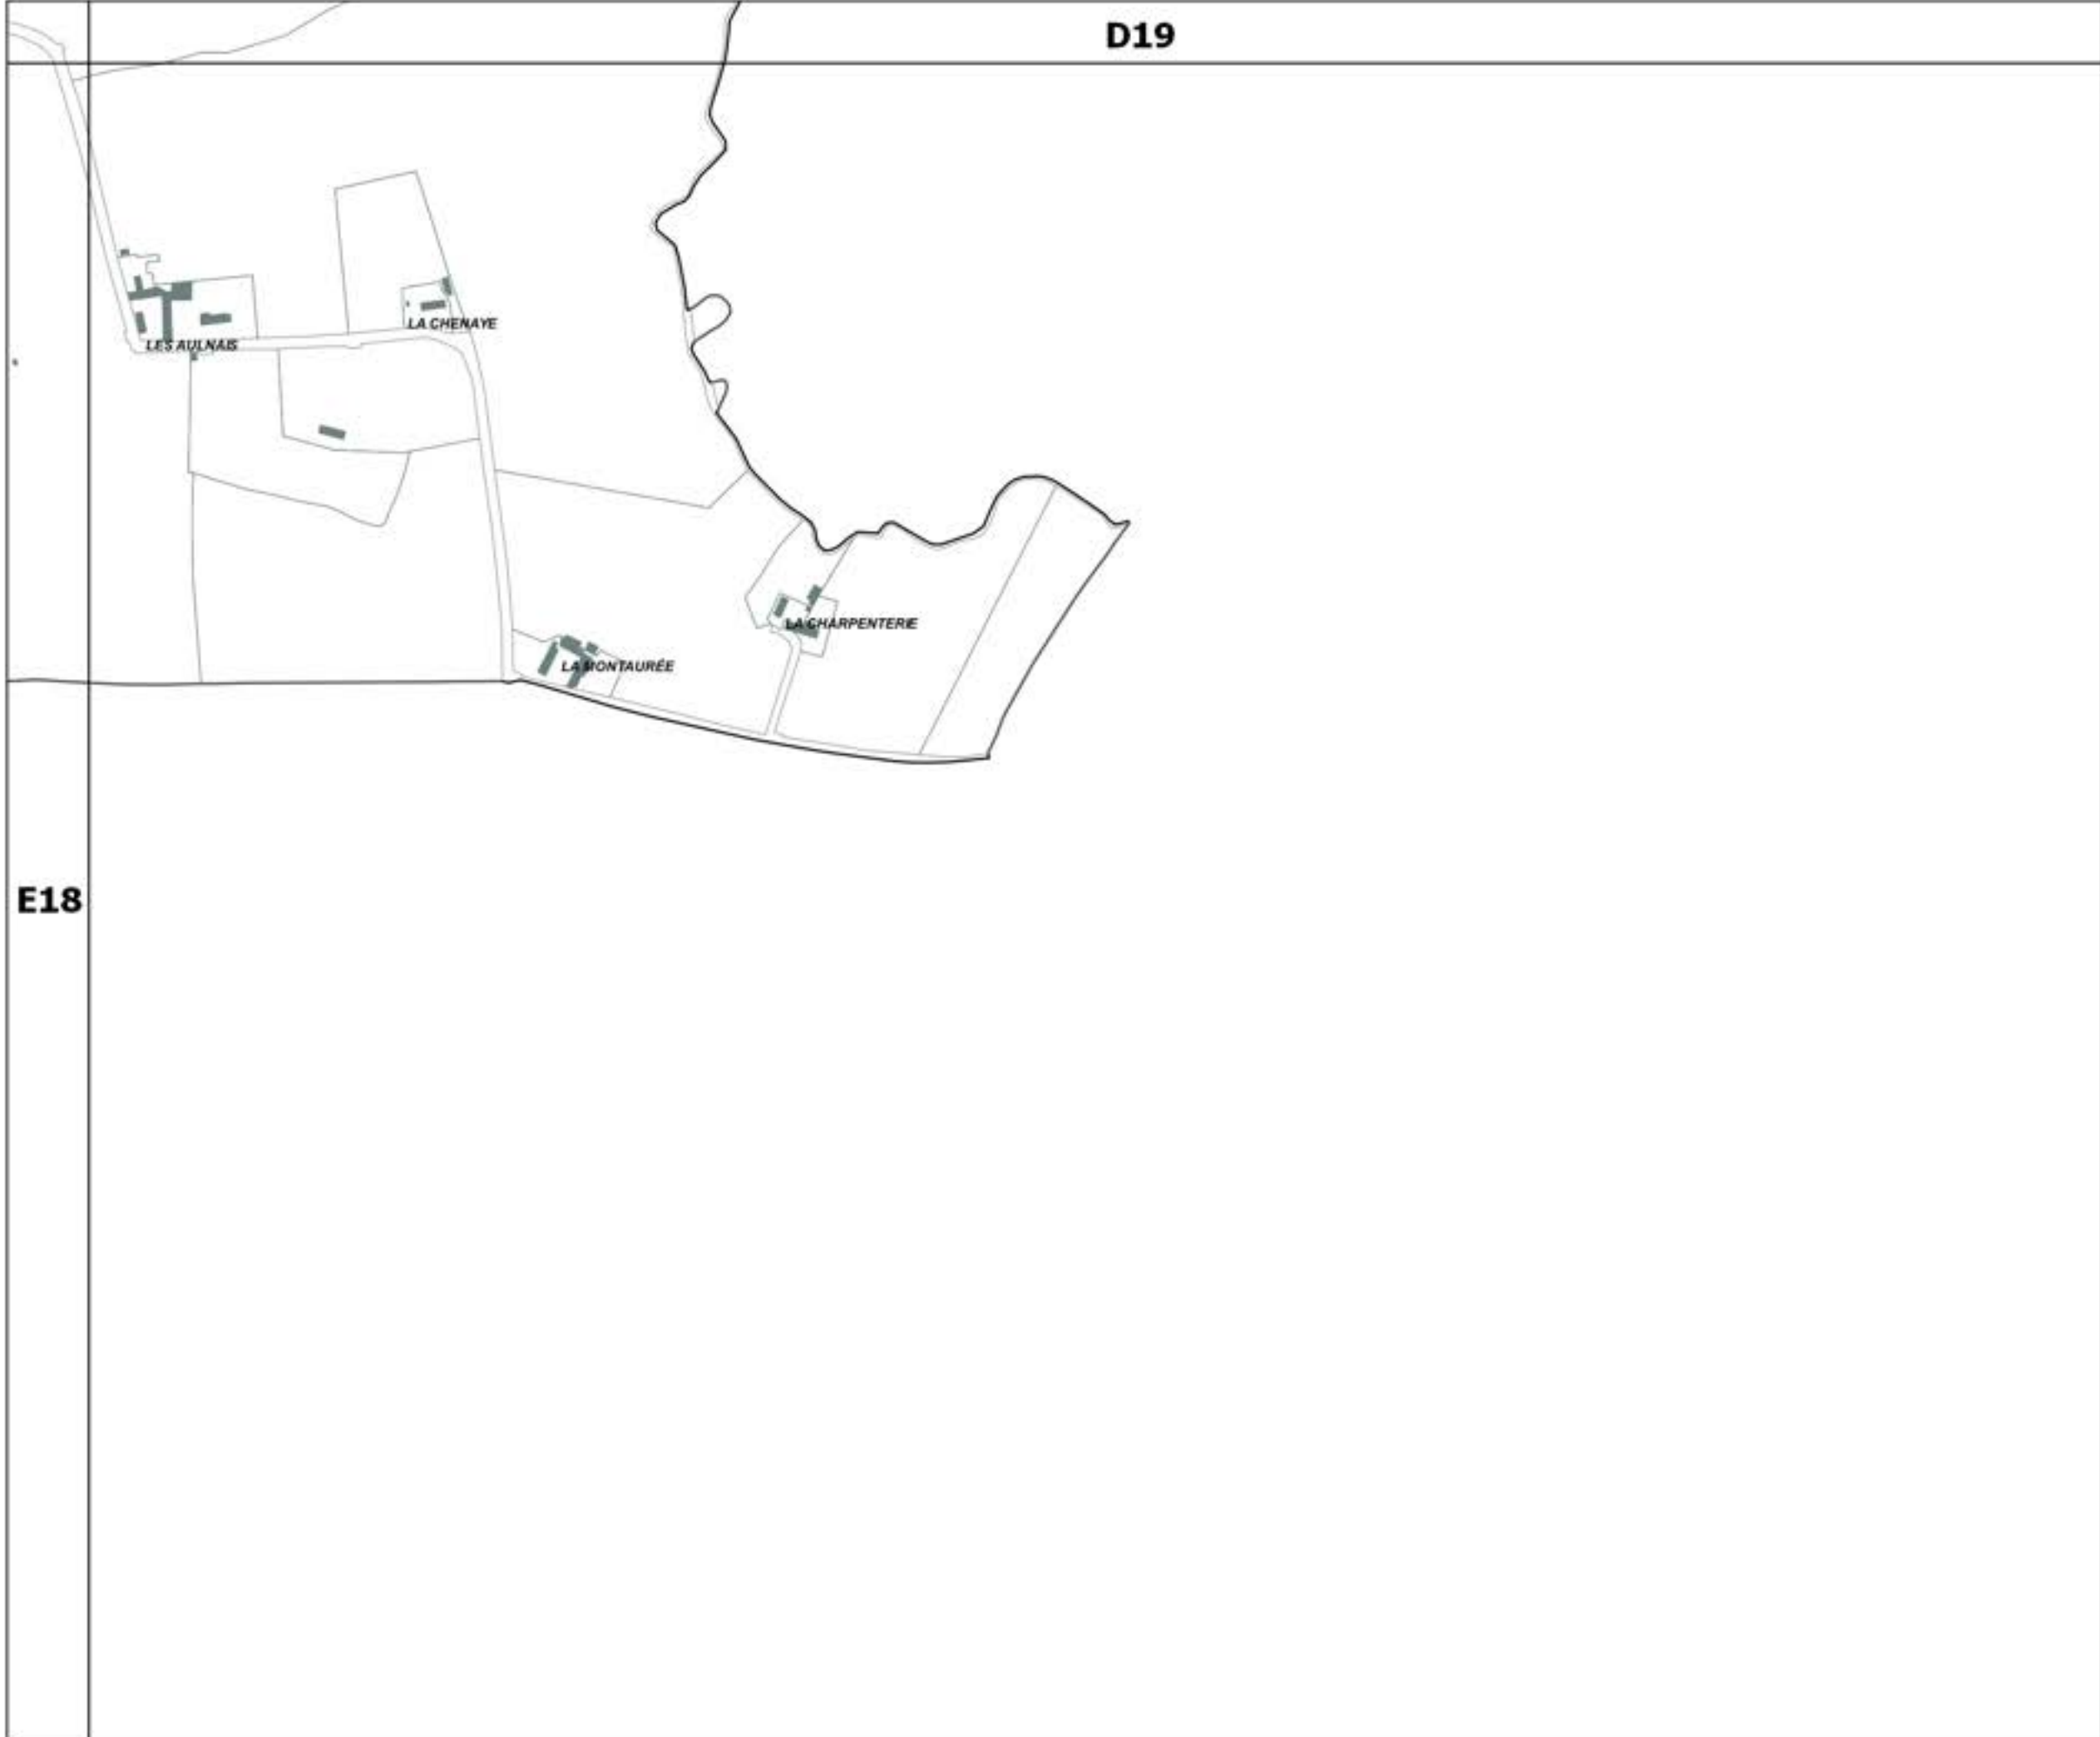 D19
LA CHENAYE
LES AULNAIS
LA CHARPENTERIE
LA MONTAURÉE
E18